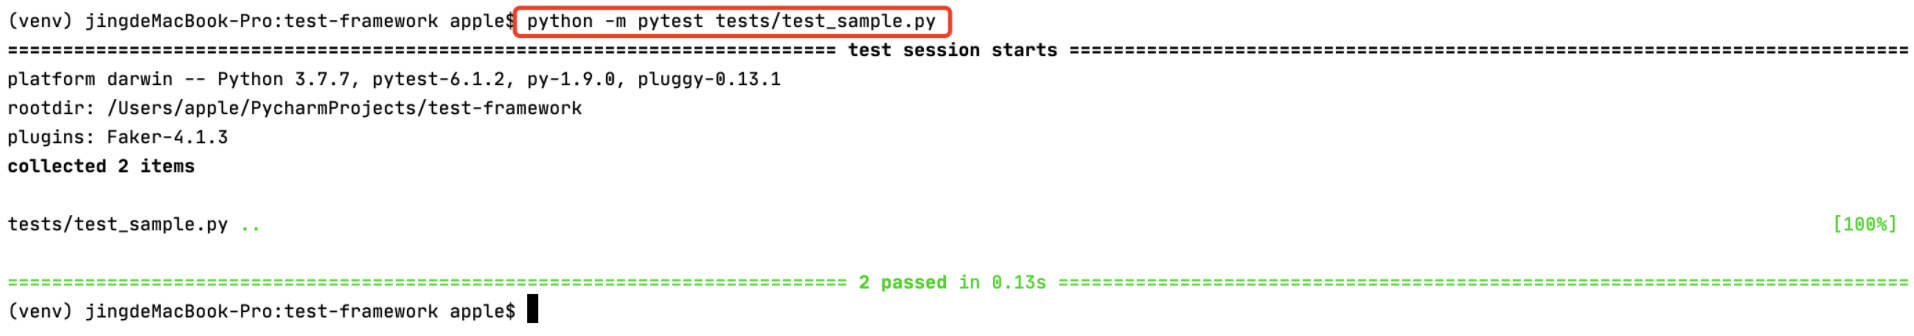 (venv) jingdeMacBook-Pro:test-framework apple$ python -m pytest tests/test_sample.py
=========================================================================== test session starts ============================================================================
platform darwin -- Python 3.7.7, pytest-6.1.2, py-1.9.0, pluggy-0.13.1
rootdir: /Users/apple/PycharmProjects/test-framework
plugins: Faker-4.1.3
collected 2 items
tests/test_sample.py .. [100%]
============================================================================ 2 passed in 0.13s =============================================================================
(venv) jingdeMacBook-Pro:test-framework apple$